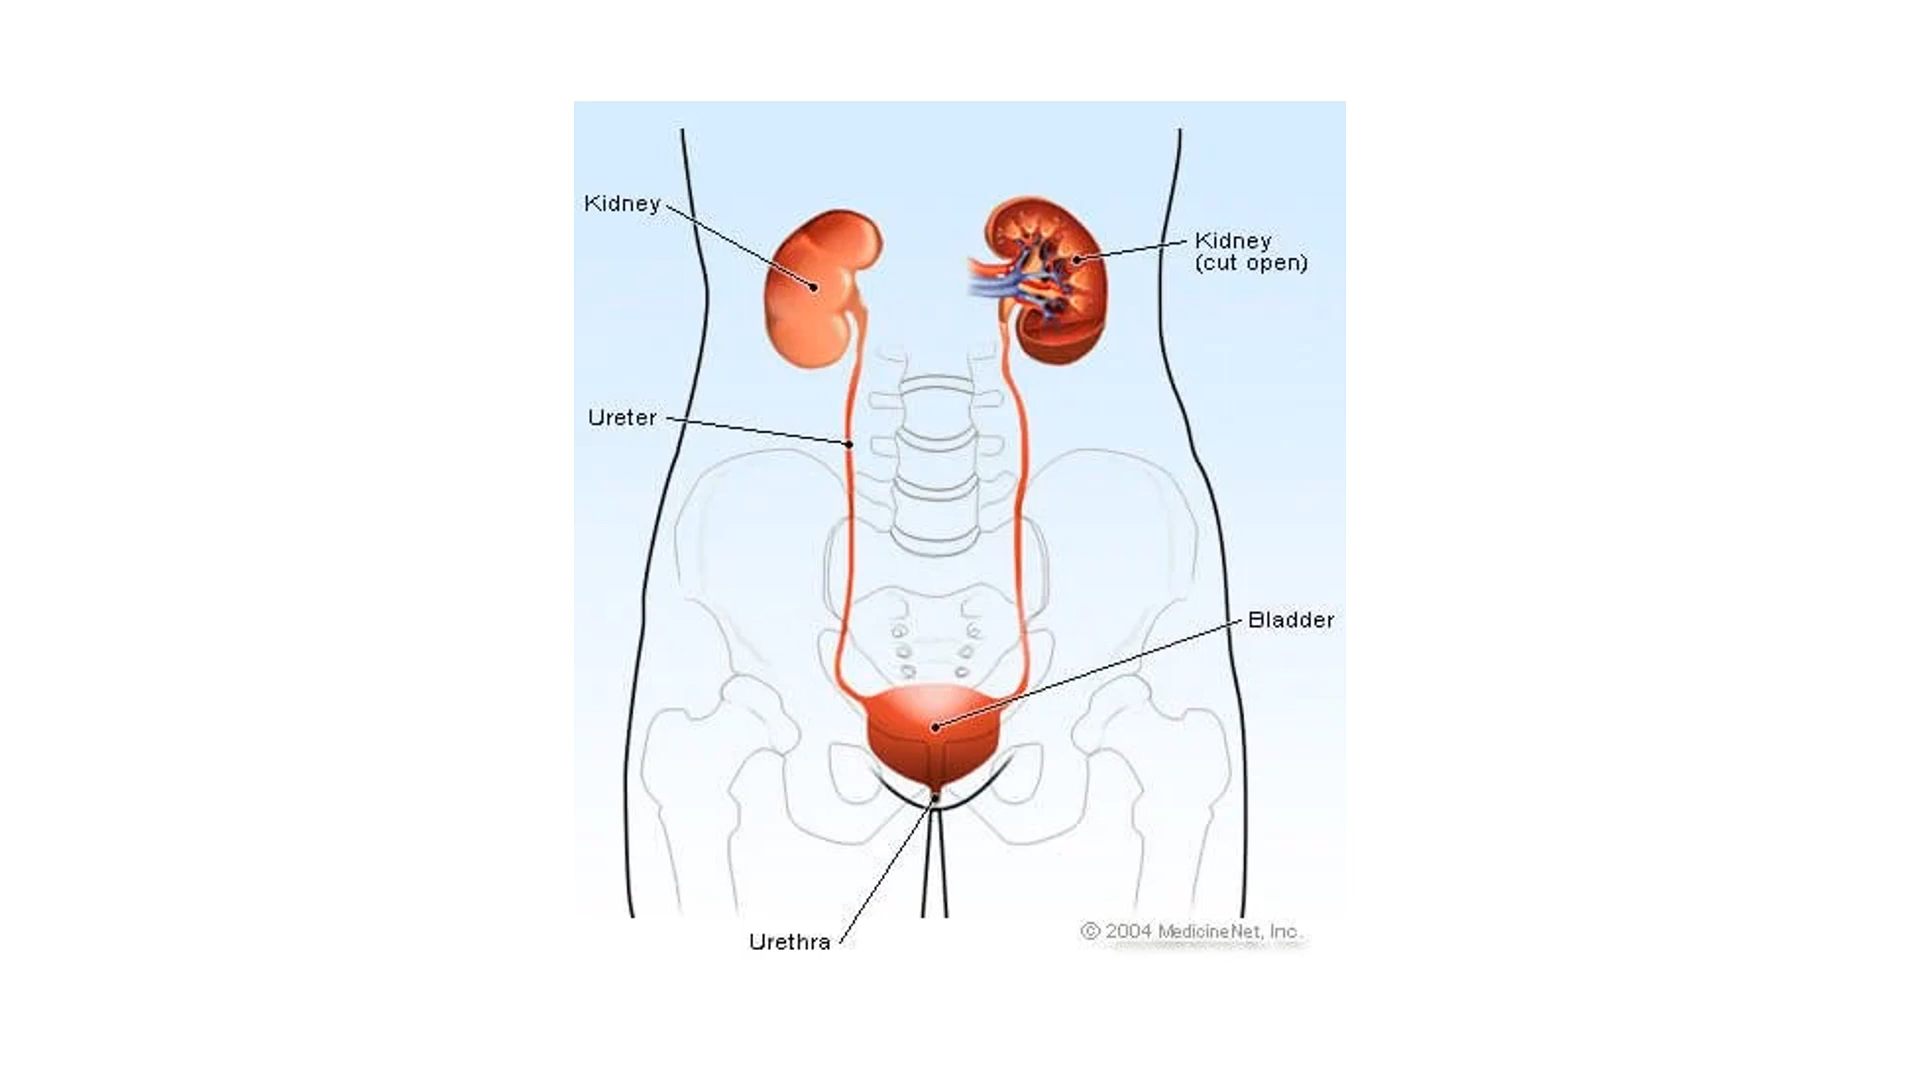 Kidney
Kidney
(cut open)
Ureter
Bladder
Urethra
© 2004 MedicineNet, Inc.